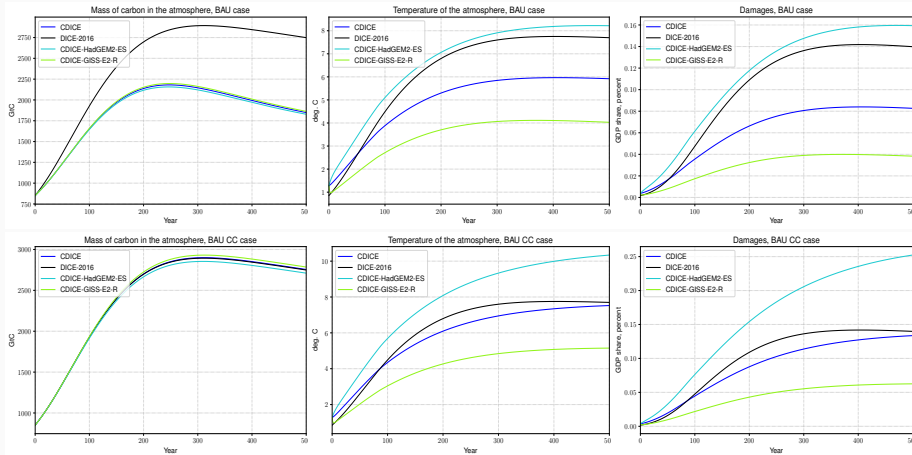 Mass of carbon in the atmosphere, BAU case
CDICE
DICE-2016
CDICE-HadGEM2-ES
CDICE-GISS-E2-R
GtC
2750
2500
2250
2000
1750
1500
1250
1000
750
0 100 200 300 400 500
Year
Temperature of the atmosphere, BAU case
CDICE
DICE-2016
CDICE-HadGEM2-ES
CDICE-GISS-E2-R
deg. C
8
7
6
5
4
3
2
1
0 100 200 300 400 500
Year
Damages, BAU case
CDICE
DICE-2016
CDICE-HadGEM2-ES
CDICE-GISS-E2-R
GDP share, percent
0.16
0.14
0.12
0.10
0.08
0.06
0.04
0.02
0.00
0 100 200 300 400 500
Year
Mass of carbon in the atmosphere, BAU CC case
CDICE
DICE-2016
CDICE-HadGEM2-ES
CDICE-GISS-E2-R
GtC
3000
2500
2000
1500
1000
0 100 200 300 400 500
Year
Temperature of the atmosphere, BAU CC case
CDICE
DICE-2016
CDICE-HadGEM2-ES
CDICE-GISS-E2-R
deg. C
10
8
6
4
2
0 100 200 300 400 500
Year
Damages, BAU CC case
CDICE
DICE-2016
CDICE-HadGEM2-ES
CDICE-GISS-E2-R
GDP share, percent
0.25
0.20
0.15
0.10
0.05
0.00
0 100 200 300 400 500
Year